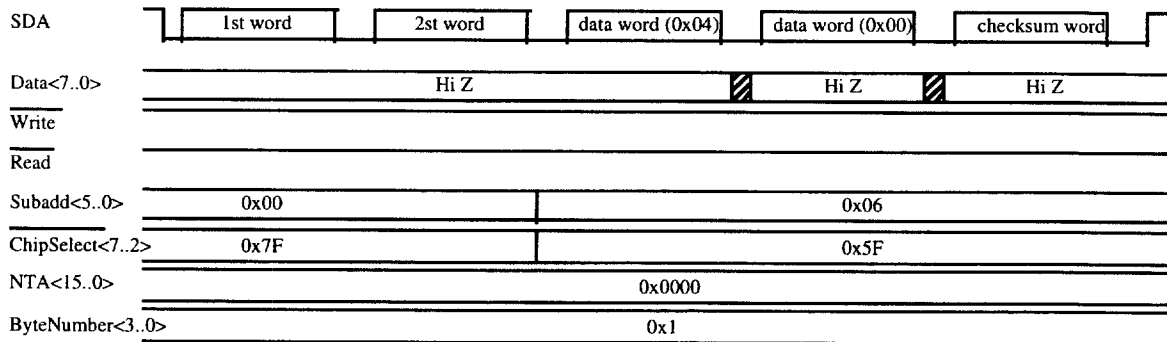 SDA 1st word 2st word data word (0x04) data word (0x00) checksum word
Data<7..0> Hi Z Hi Z Hi Z
Write
Read
Subadd<5..0> 0x00 0x06
ChipSelect<7..2> 0x7F 0x5F
NTA<15..0> 0x0000
ByteNumber<3..0> 0x1